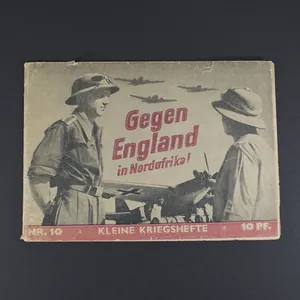 Gegen
England
in Nordafrika!
NR. 10 KLEINE KRIEGSHEFTE 10 PF.